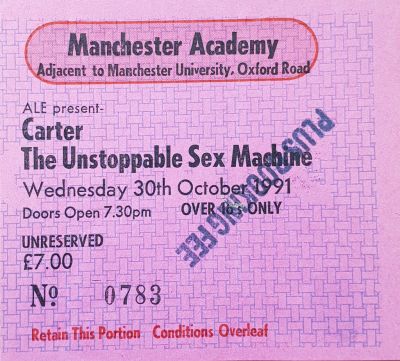 Manchester Academy
Adjacent to Manchester University, Oxford Road
ALE present-
Carter
The Unstoppable Sex Machine
Wednesday 30th October 1991
Doors Open 7.30pm OVER 16's ONLY
UNRESERVED
£7.00
Nº 0783
Retain This Portion Conditions Overleaf
PLUS BOOKING FEE